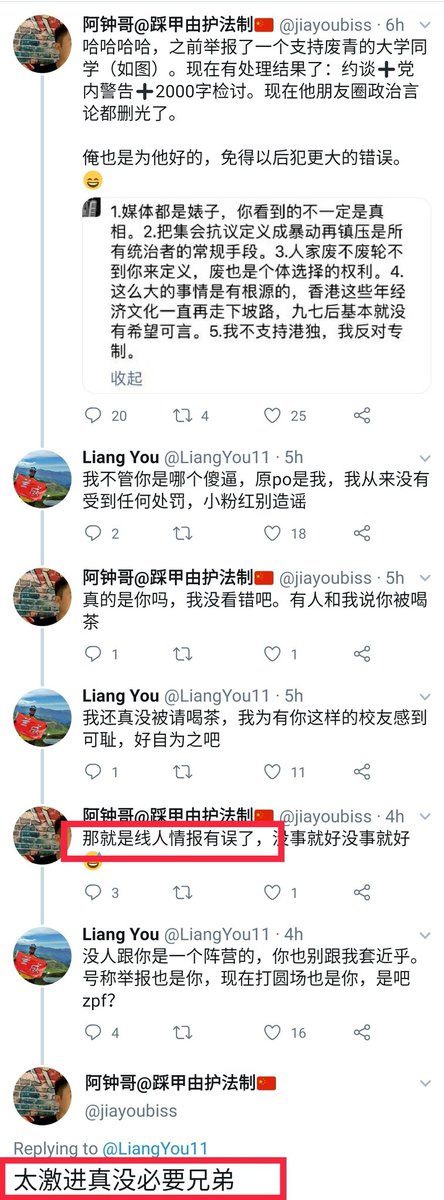 阿钟哥@踩甲由护法制🇨🇳 @jiayoubiss · 6h
哈哈哈哈，之前举报了一个支持废青的大学同
学（如图）。现在有处理结果了：约谈➕党
内警告➕2000字检讨。现在他朋友圈政治言
论都删光了。
俺也是为他好的，免得以后犯更大的错误。
😄
1.媒体都是婊子，你看到的不一定是真
相。2.把集会抗议定义成暴动再镇压是所
有统治者的常规手段。3.人家废不废轮不
到你来定义，废也是个体选择的权利。4.
这么大的事情是有根源的，香港这些年经
济文化一直再走下坡路，九七后基本就没
有希望可言。5.我不支持港独，我反对专
制。
收起
20 4 25
Liang You @LiangYou11 · 5h
我不管你是哪个傻逼，原po是我，我从来没有
受到任何处罚，小粉红别造谣
2 18
阿钟哥@踩甲由护法制🇨🇳 @jiayoubiss · 5h
真的是你吗，我没看错吧。有人和我说你被喝
茶
1 1
Liang You @LiangYou11 · 5h
我还真没被请喝茶，我为有你这样的校友感到
可耻，好自为之吧
1 11
阿钟哥@踩甲由护法制🇨🇳 @jiayoubiss · 4h
那就是线人情报有误了，没事就好没事就好
😅
3 1
Liang You @LiangYou11 · 4h
没人跟你是一个阵营的，你也别跟我套近乎。
号称举报也是你，现在打圆场也是你，是吧
zpf？
4 16
阿钟哥@踩甲由护法制🇨🇳
@jiayoubiss
Replying to @LiangYou11
太激进真没必要兄弟